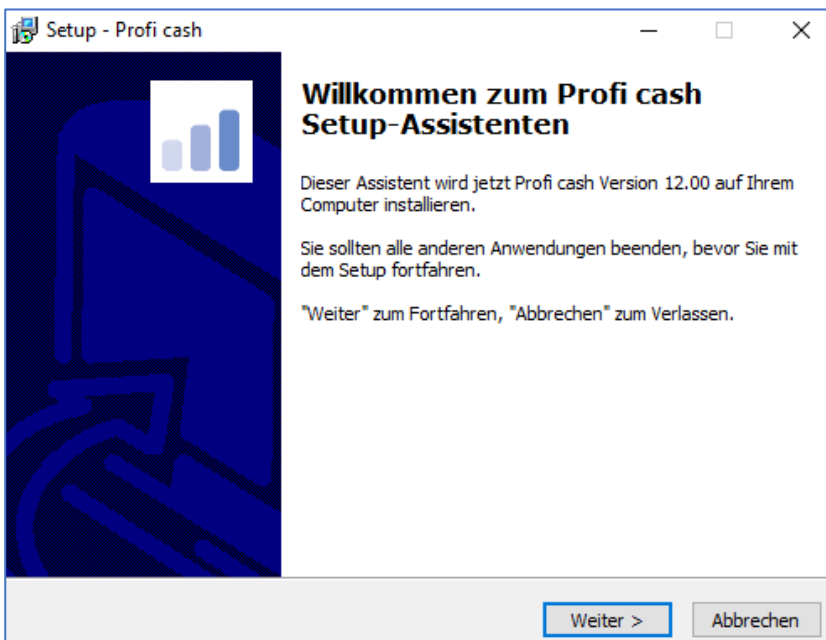 Setup - Profi cash
Willkommen zum Profi cash
Setup-Assistenten
Dieser Assistent wird jetzt Profi cash Version 12.00 auf Ihrem
Computer installieren.
Sie sollten alle anderen Anwendungen beenden, bevor Sie mit
dem Setup fortfahren.
"Weiter" zum Fortfahren, "Abbrechen" zum Verlassen.
Weiter >
Abbrechen